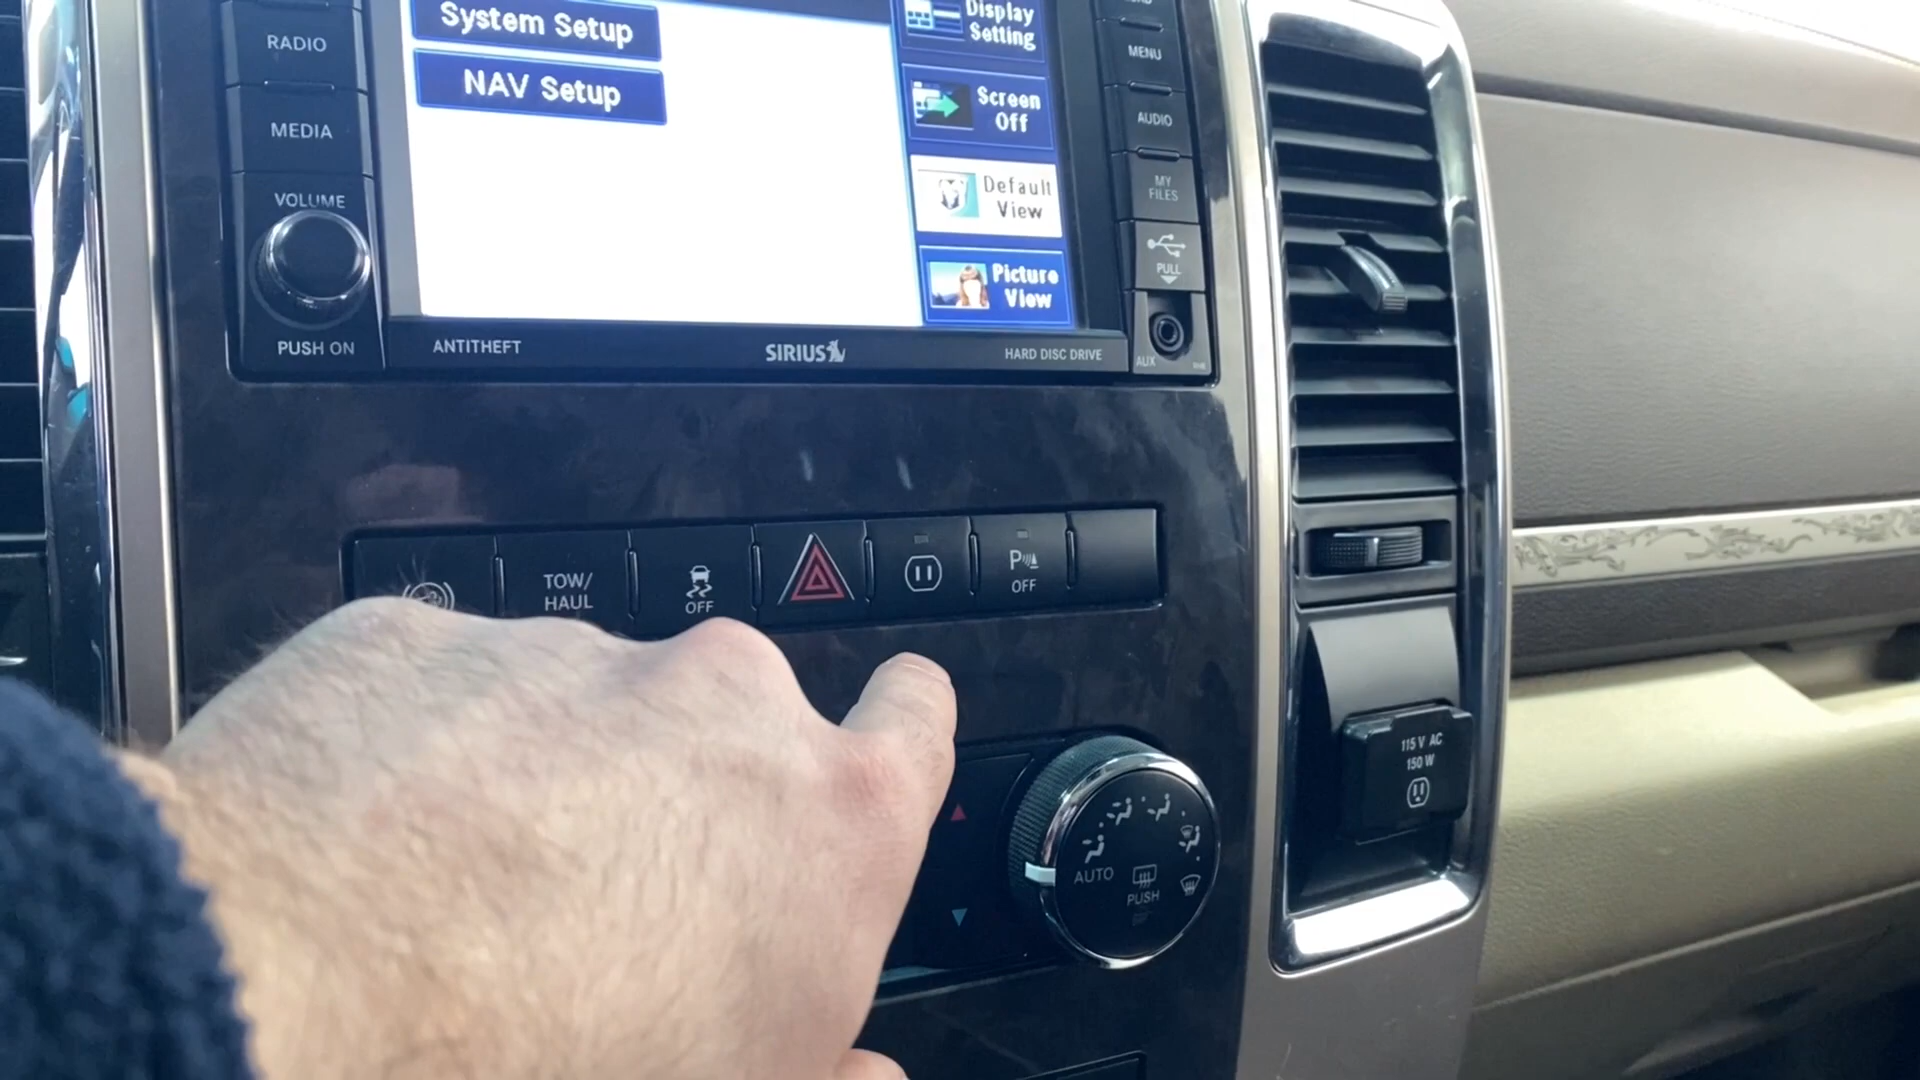 System Setup
NAV Setup
Display
Setting
Screen
Off
Default
View
Picture
View
RADIO
MEDIA
VOLUME
PUSH ON
MENU
AUDIO
MY
FILES
PULL
AUX
ANTITHEFT
SIRIUS
HARD DISC DRIVE
TOW/
HAUL
OFF
P
OFF
AUTO
PUSH
115 V AC
150 W